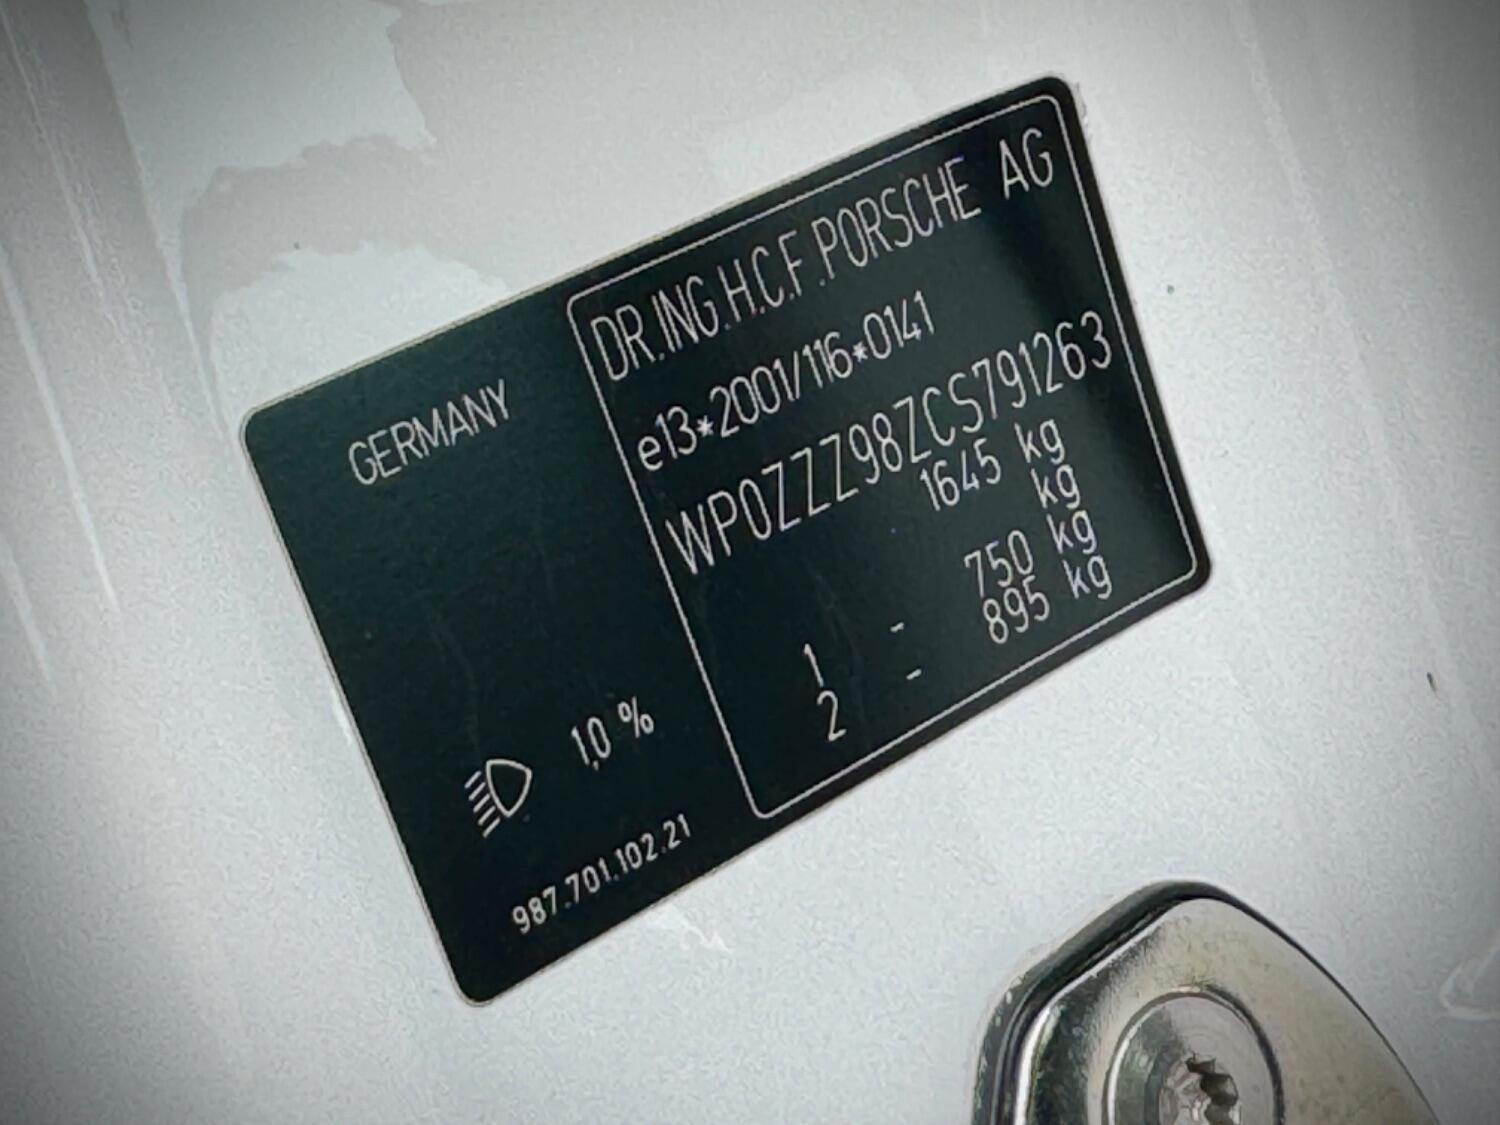 GERMANY
1,0 %
987.701.102.21
DR.ING.H.C.F.PORSCHE AG
e13*2001/116*0141
WP0ZZZ98ZCS791263
1645 kg
kg
1 - 750 kg
2 - 895 kg